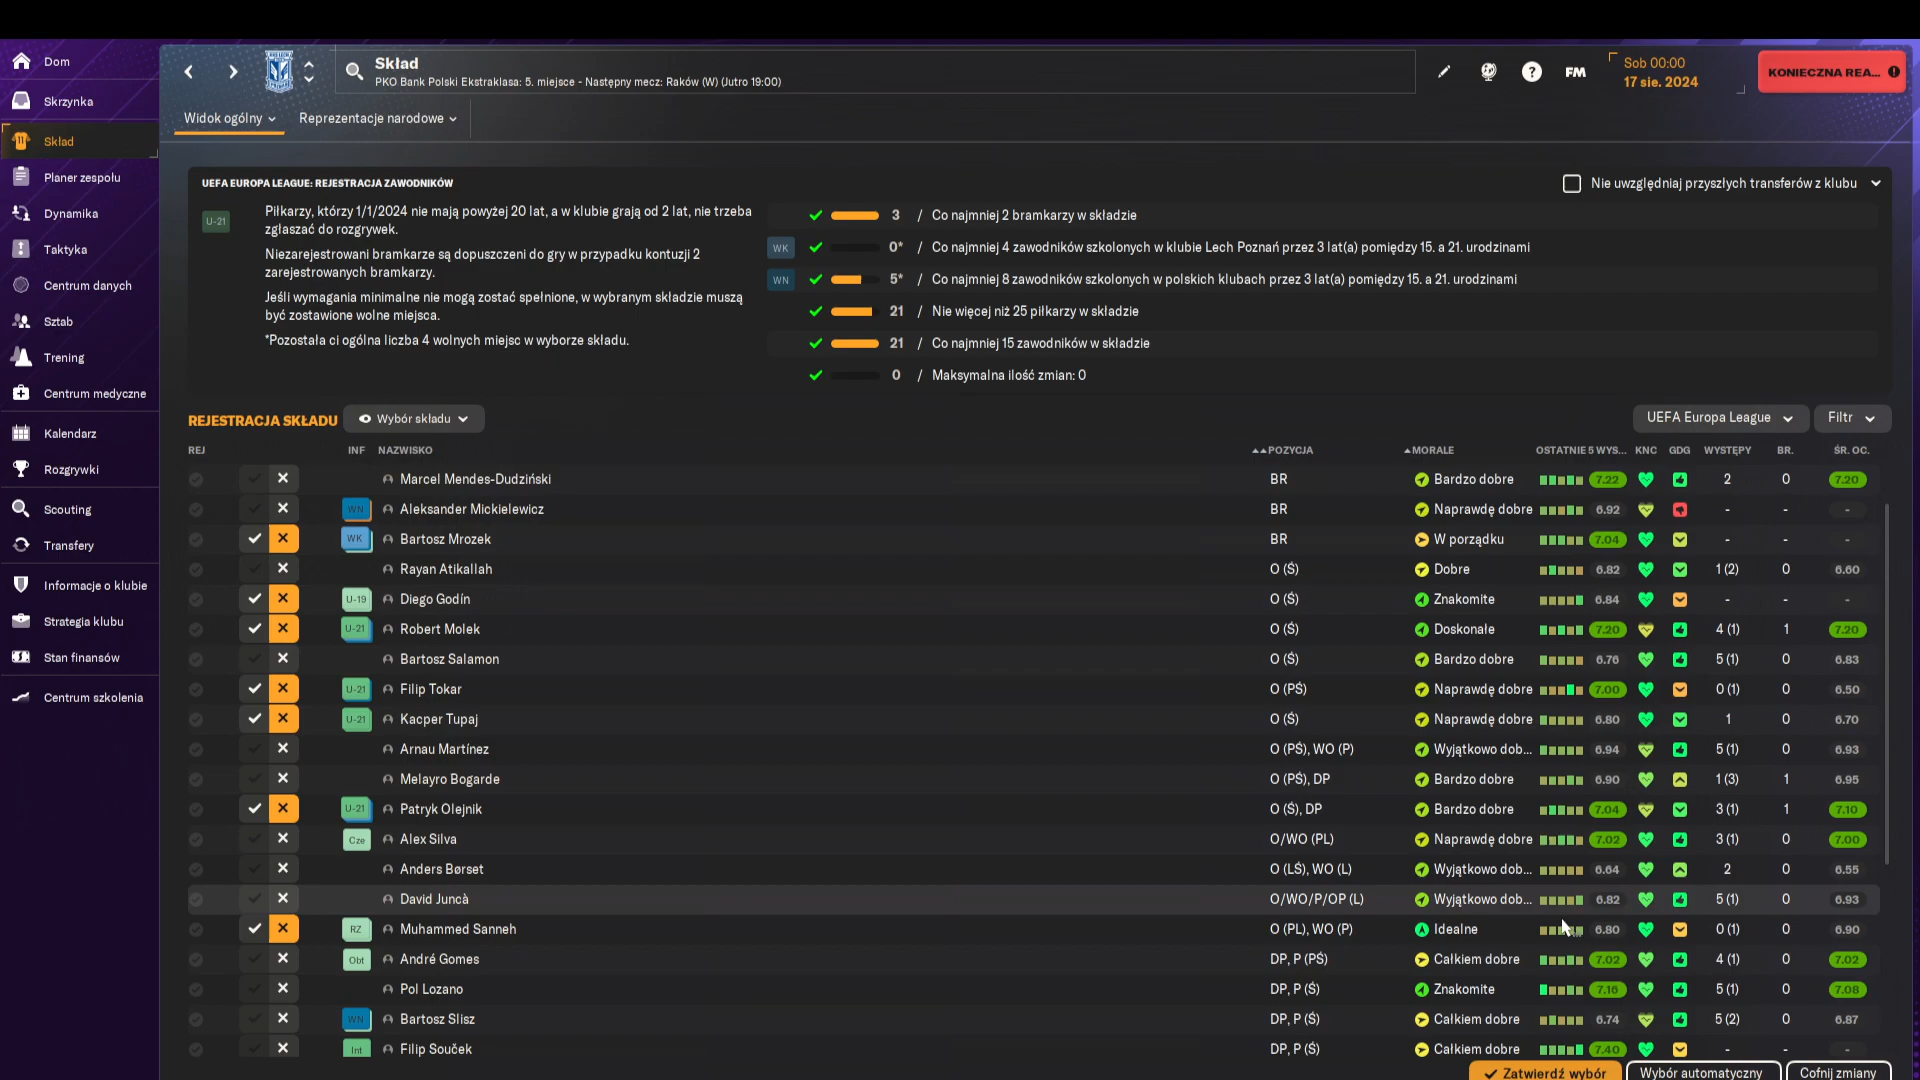 Dom
Skrzynka
Skład
Planer zespołu
Dynamika
Taktyka
Centrum danych
Sztab
Trening
Centrum medyczne
Kalendarz
Rozgrywki
Scouting
Transfery
Informacje o klubie
Strategia klubu
Stan finansów
Centrum szkolenia
Skład
PKO Bank Polski Ekstraklasa: 5. miejsce - Następny mecz: Raków (W) (Jutro 19:00)
FM
Sob 00:00
17 sie. 2024
KONIECZNA REA...
Widok ogólny
Reprezentacje narodowe
UEFA EUROPA LEAGUE: REJESTRACJA ZAWODNIKÓW
Nie uwzględniaj przyszłych transferów z klubu
U-21
Piłkarzy, którzy 1/1/2024 nie mają powyżej 20 lat, a w klubie grają od 2 lat, nie trzeba
zgłaszać do rozgrywek.
Niezarejestrowani bramkarze są dopuszczeni do gry w przypadku kontuzji 2
zarejestrowanych bramkarzy.
Jeśli wymagania minimalne nie mogą zostać spełnione, w wybranym składzie muszą
być zostawione wolne miejsca.
*Pozostała ci ogólna liczba 4 wolnych miejsc w wyborze składu.
3 / Co najmniej 2 bramkarzy w składzie
WK 0* / Co najmniej 4 zawodników szkolonych w klubie Lech Poznań przez 3 lat(a) pomiędzy 15. a 21. urodzinami
WN 5* / Co najmniej 8 zawodników szkolonych w polskich klubach przez 3 lat(a) pomiędzy 15. a 21. urodzinami
21 / Nie więcej niż 25 piłkarzy w składzie
21 / Co najmniej 15 zawodników w składzie
0 / Maksymalna ilość zmian: 0
REJESTRACJA SKŁADU Wybór składu UEFA Europa League Filtr
REJ INF NAZWISKO POZYCJA MORALE OSTATNIE 5 WYS... KNC GDG WYSTĘPY BR. ŚR. OC.
Marcel Mendes-Dudziński BR Bardzo dobre 7.22 2 0 7.20
WN Aleksander Mickielewicz BR Naprawdę dobre 6.92 - - -
WK Bartosz Mrozek BR W porządku 7.04 - - -
Rayan Atikallah O (Ś) Dobre 6.82 1 (2) 0 6.60
U-19 Diego Godín O (Ś) Znakomite 6.84 - - -
U-21 Robert Molek O (Ś) Doskonałe 7.20 4 (1) 1 7.20
Bartosz Salamon O (Ś) Bardzo dobre 6.76 5 (1) 0 6.83
U-21 Filip Tokar O (PŚ) Naprawdę dobre 7.00 0 (1) 0 6.50
U-21 Kacper Tupaj O (Ś) Naprawdę dobre 6.80 1 0 6.70
Arnau Martínez O (PŚ), WO (P) Wyjątkowo dob... 6.94 5 (1) 0 6.93
Melayro Bogarde O (PŚ), DP Bardzo dobre 6.90 1 (3) 1 6.95
U-21 Patryk Olejnik O (Ś), DP Bardzo dobre 7.04 3 (1) 1 7.10
Cze Alex Silva O/WO (PL) Naprawdę dobre 7.02 3 (1) 0 7.00
Anders Børset O (LŚ), WO (L) Wyjątkowo dob... 6.64 2 0 6.55
David Juncà O/WO/P/OP (L) Wyjątkowo dob... 6.82 5 (1) 0 6.93
RZ Muhammed Sanneh O (PL), WO (P) Idealne 6.80 0 (1) 0 6.90
Obt André Gomes DP, P (PŚ) Całkiem dobre 7.02 4 (1) 0 7.02
Pol Lozano DP, P (Ś) Znakomite 7.16 5 (1) 0 7.08
WN Bartosz Slisz DP, P (Ś) Całkiem dobre 6.74 5 (2) 0 6.87
Int Filip Souček DP, P (Ś) Całkiem dobre 7.40 - - -
Zatwierdź wybór Wybór automatyczny Cofnij zmiany